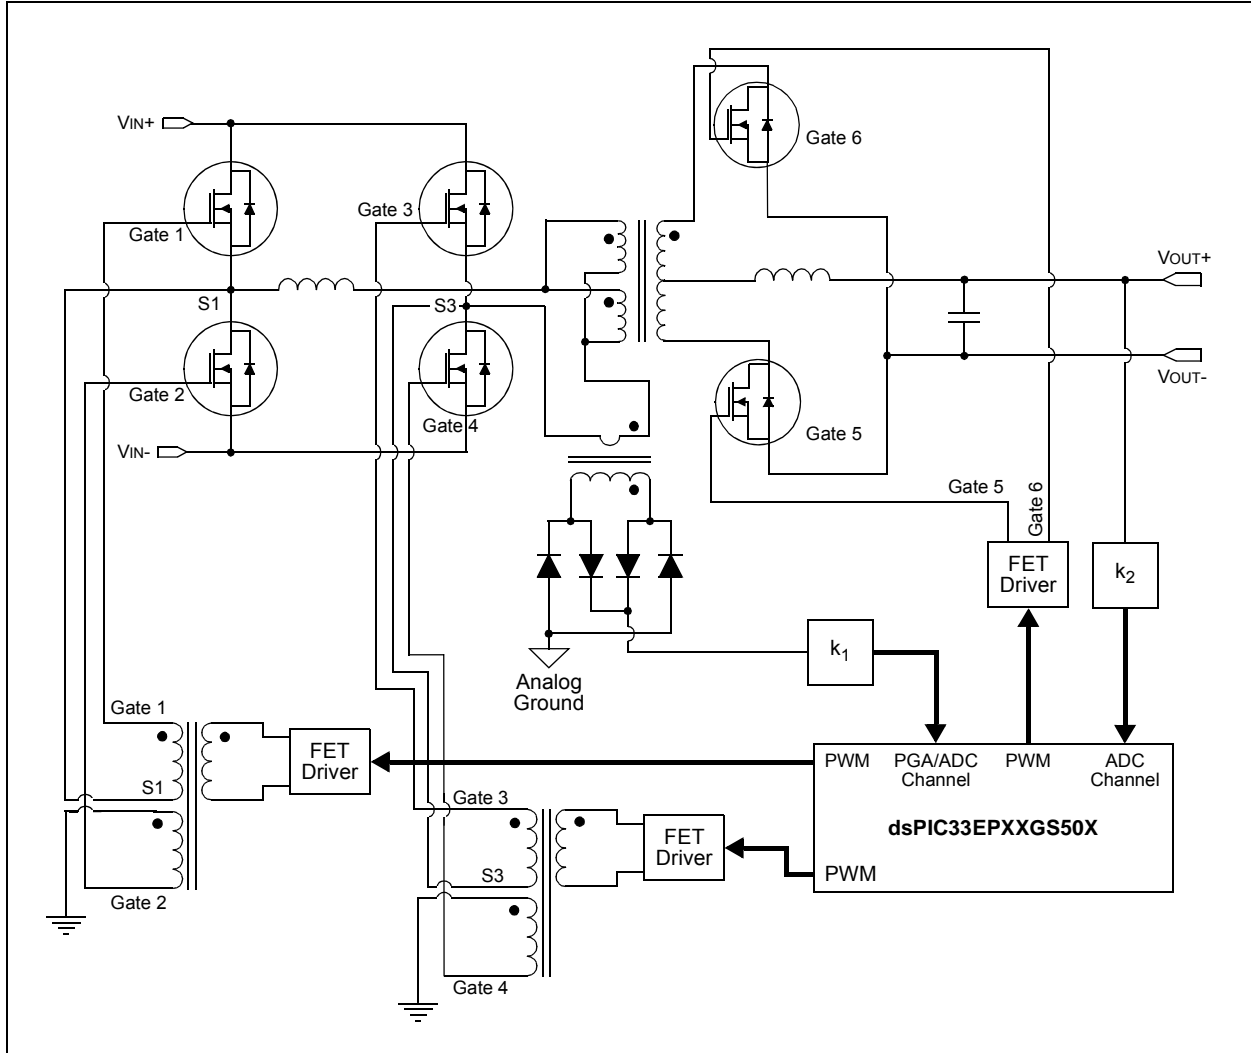 VIN+
Gate 1
Gate 3
Gate 6
S1
S3
VOUT+
Gate 2
Gate 4
VOUT-
VIN-
Gate 5
Gate 5
Gate 6
FET
Driver
k2
k1
Analog
Ground
Gate 1
S1
Gate 2
FET
Driver
PWM
PGA/ADC
Channel
PWM
ADC
Channel
dsPIC33EPXXGS50X
PWM
Gate 3
S3
Gate 4
FET
Driver